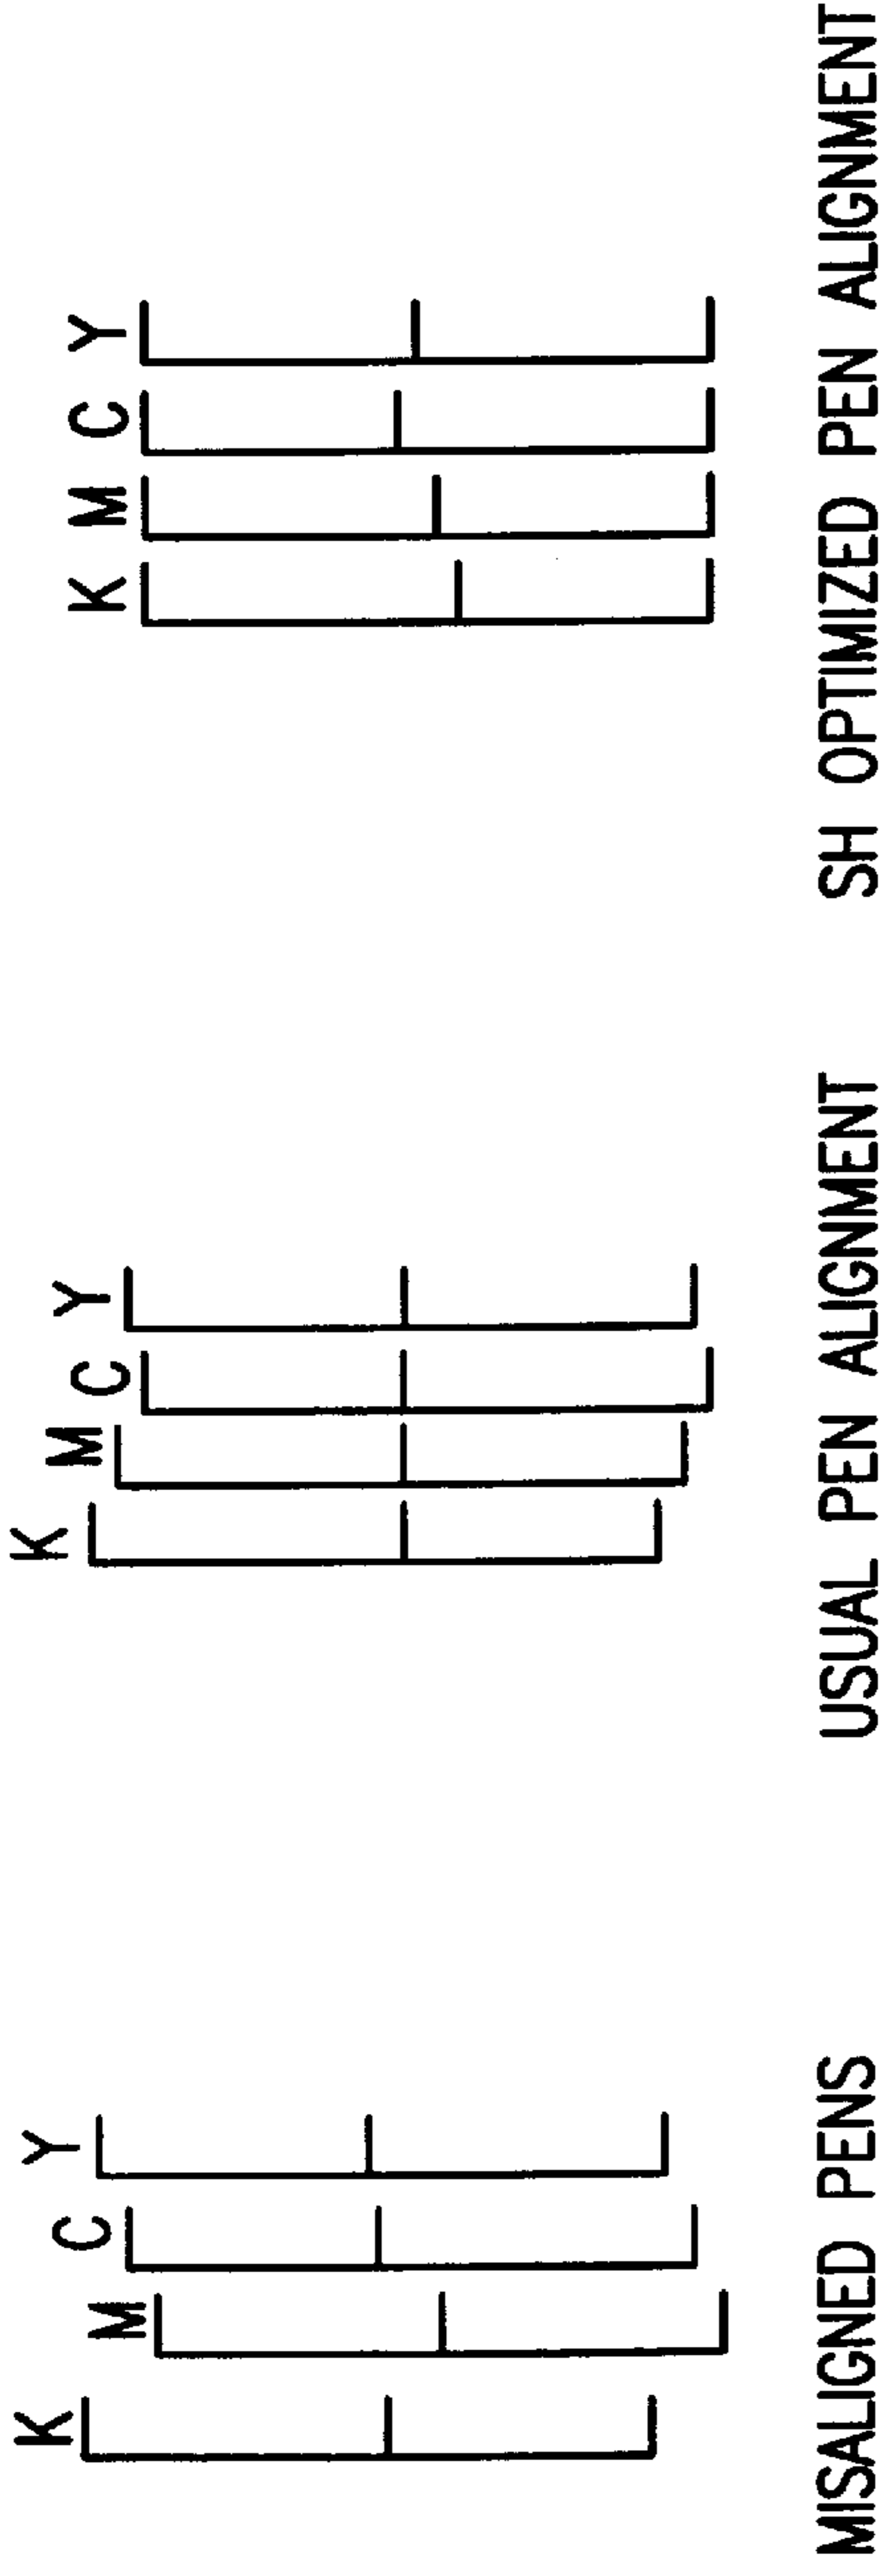 K M C Y
MISALIGNED PENS
K M C Y
USUAL PEN ALIGNMENT
K M C Y
SH OPTIMIZED PEN ALIGNMENT